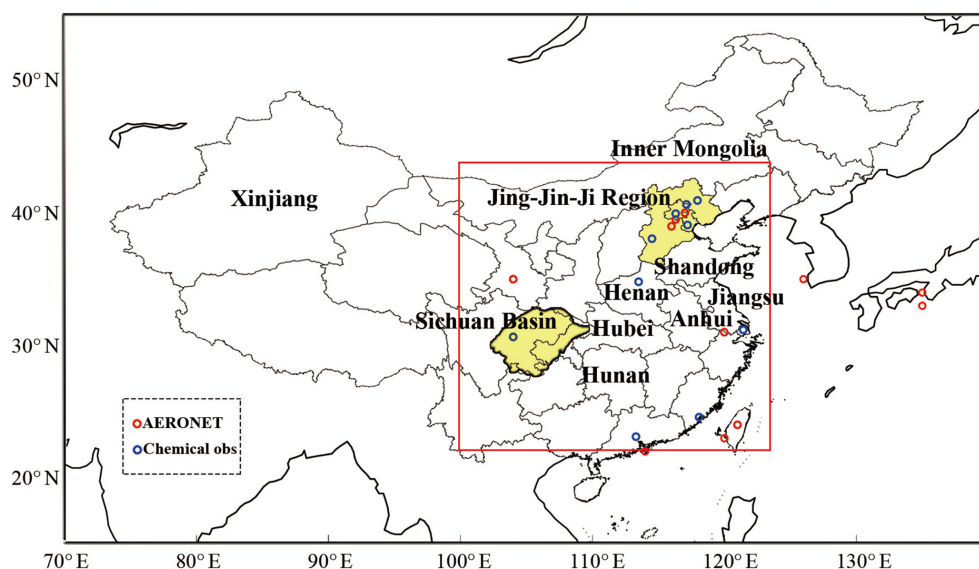 50° N
Inner Mongolia
Xinjiang
Jing-Jin-Ji Region
40° N
Shandong
Henan
Jiangsu
Sichuan Basin
Hubei
Anhui
30° N
Hunan
AERONET
Chemical obs
20° N
70° E 80° E 90° E 100° E 110° E 120° E 130° E